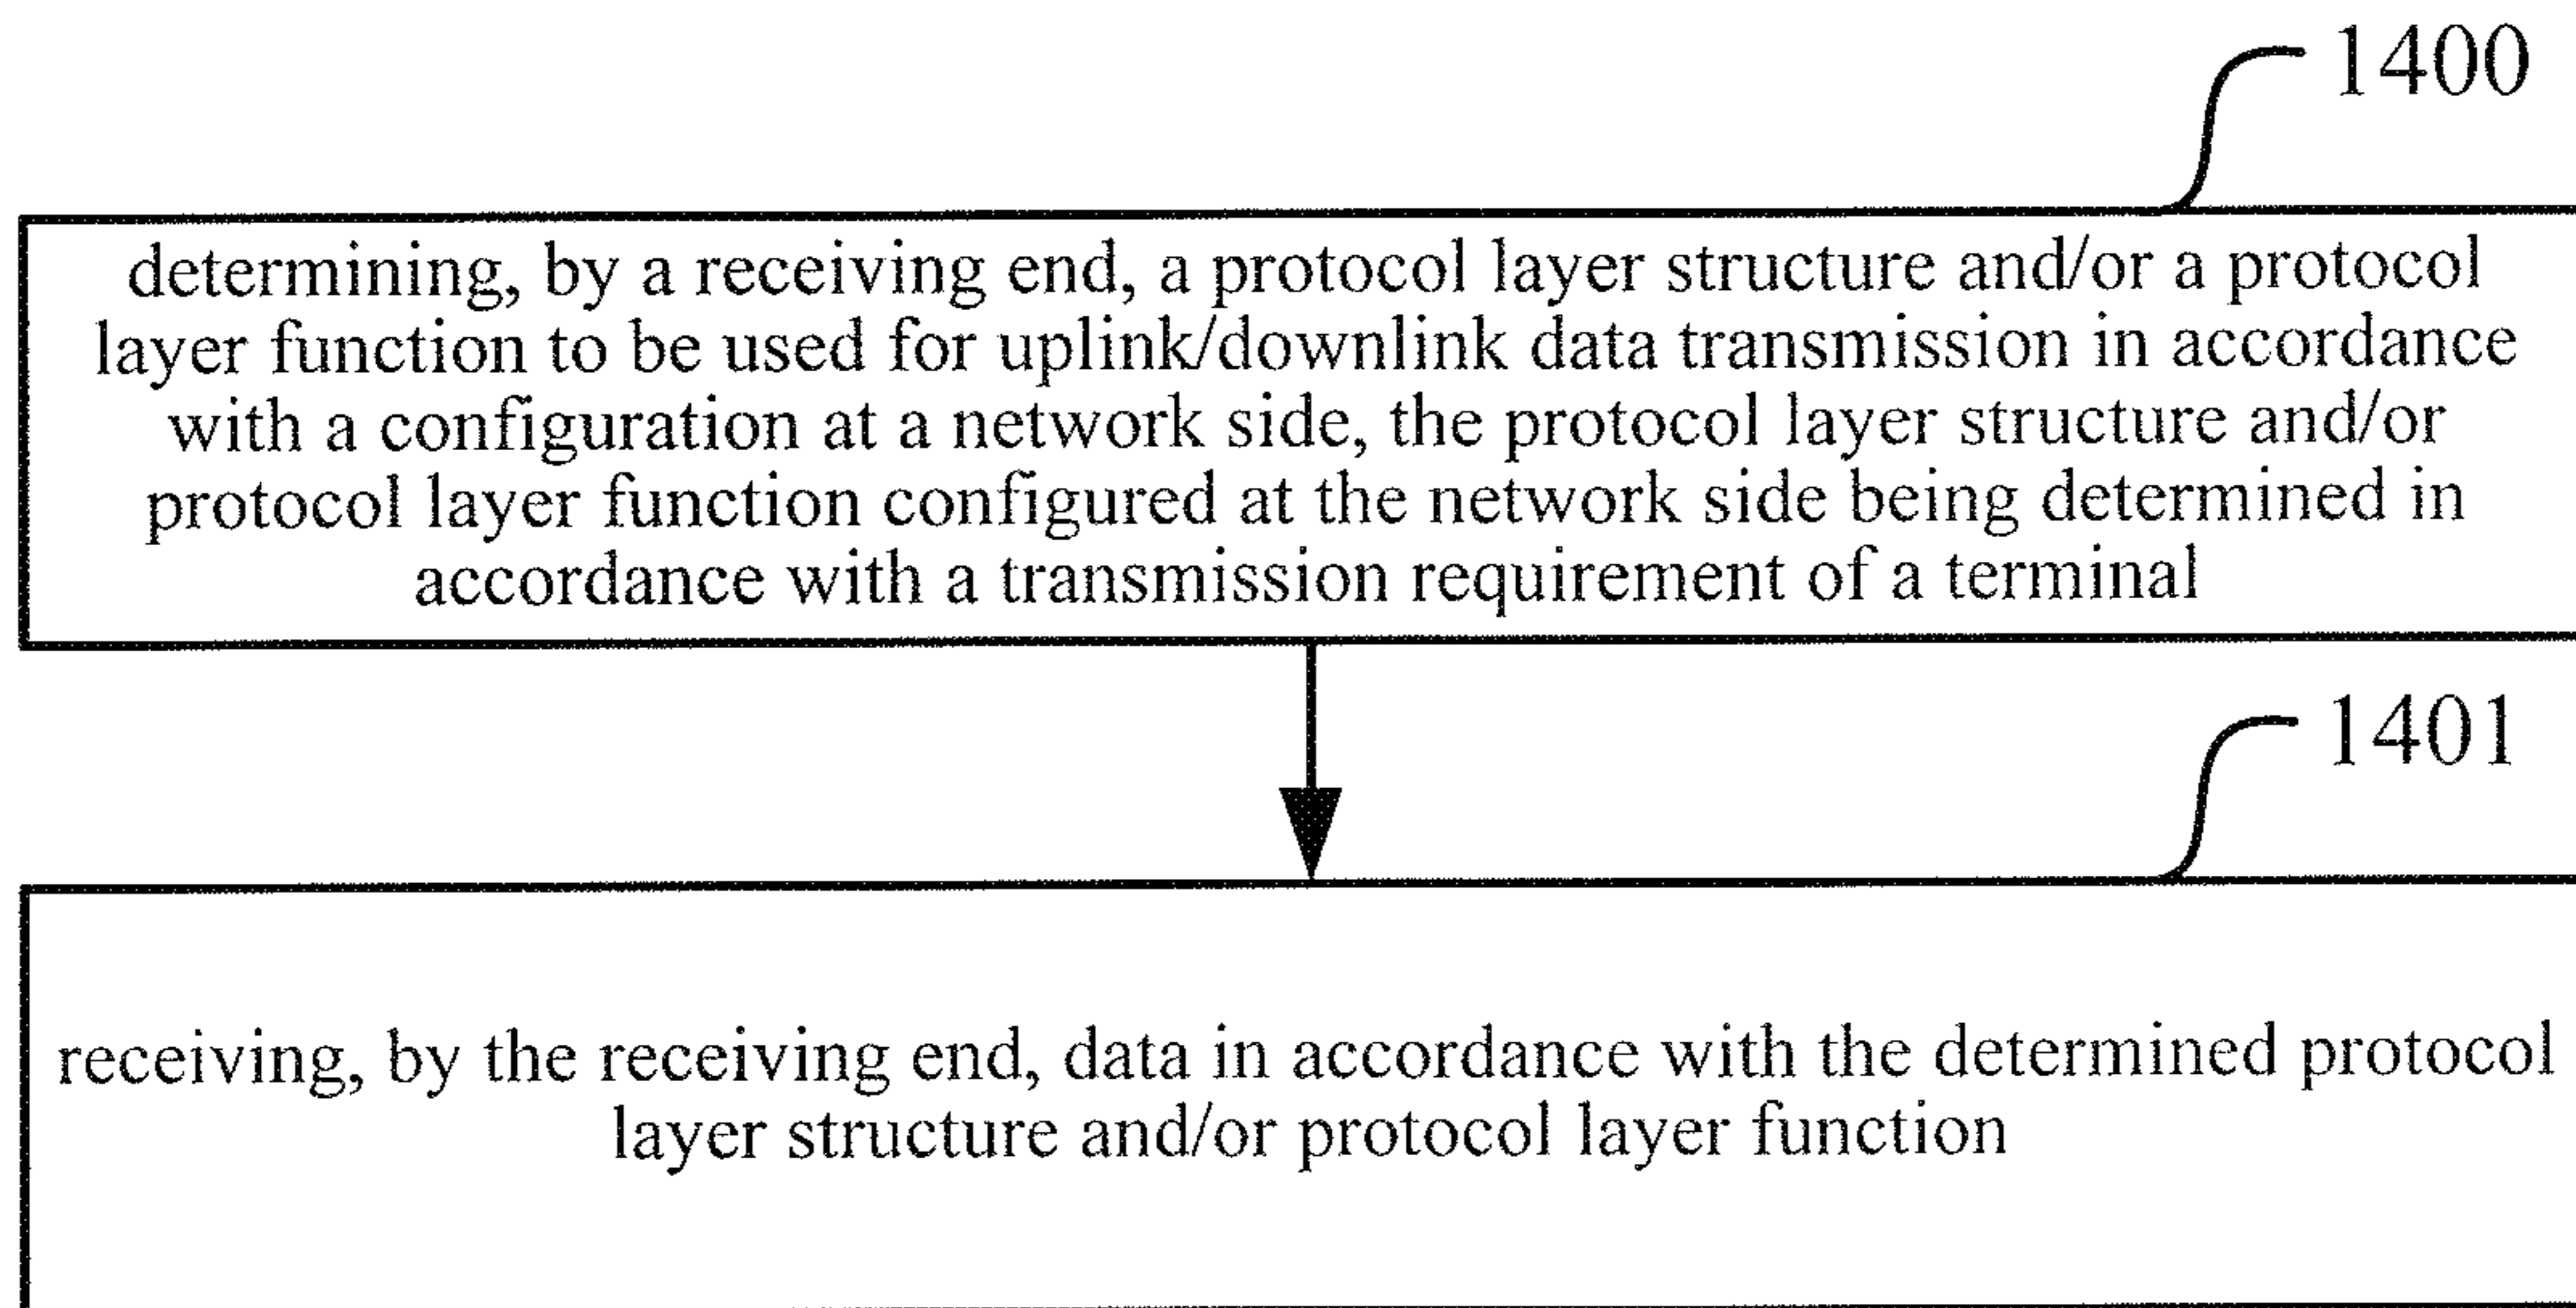 1400
determining, by a receiving end, a protocol layer structure and/or a protocol
layer function to be used for uplink/downlink data transmission in accordance
with a configuration at a network side, the protocol layer structure and/or
protocol layer function configured at the network side being determined in
accordance with a transmission requirement of a terminal
1401
receiving, by the receiving end, data in accordance with the determined protocol
layer structure and/or protocol layer function